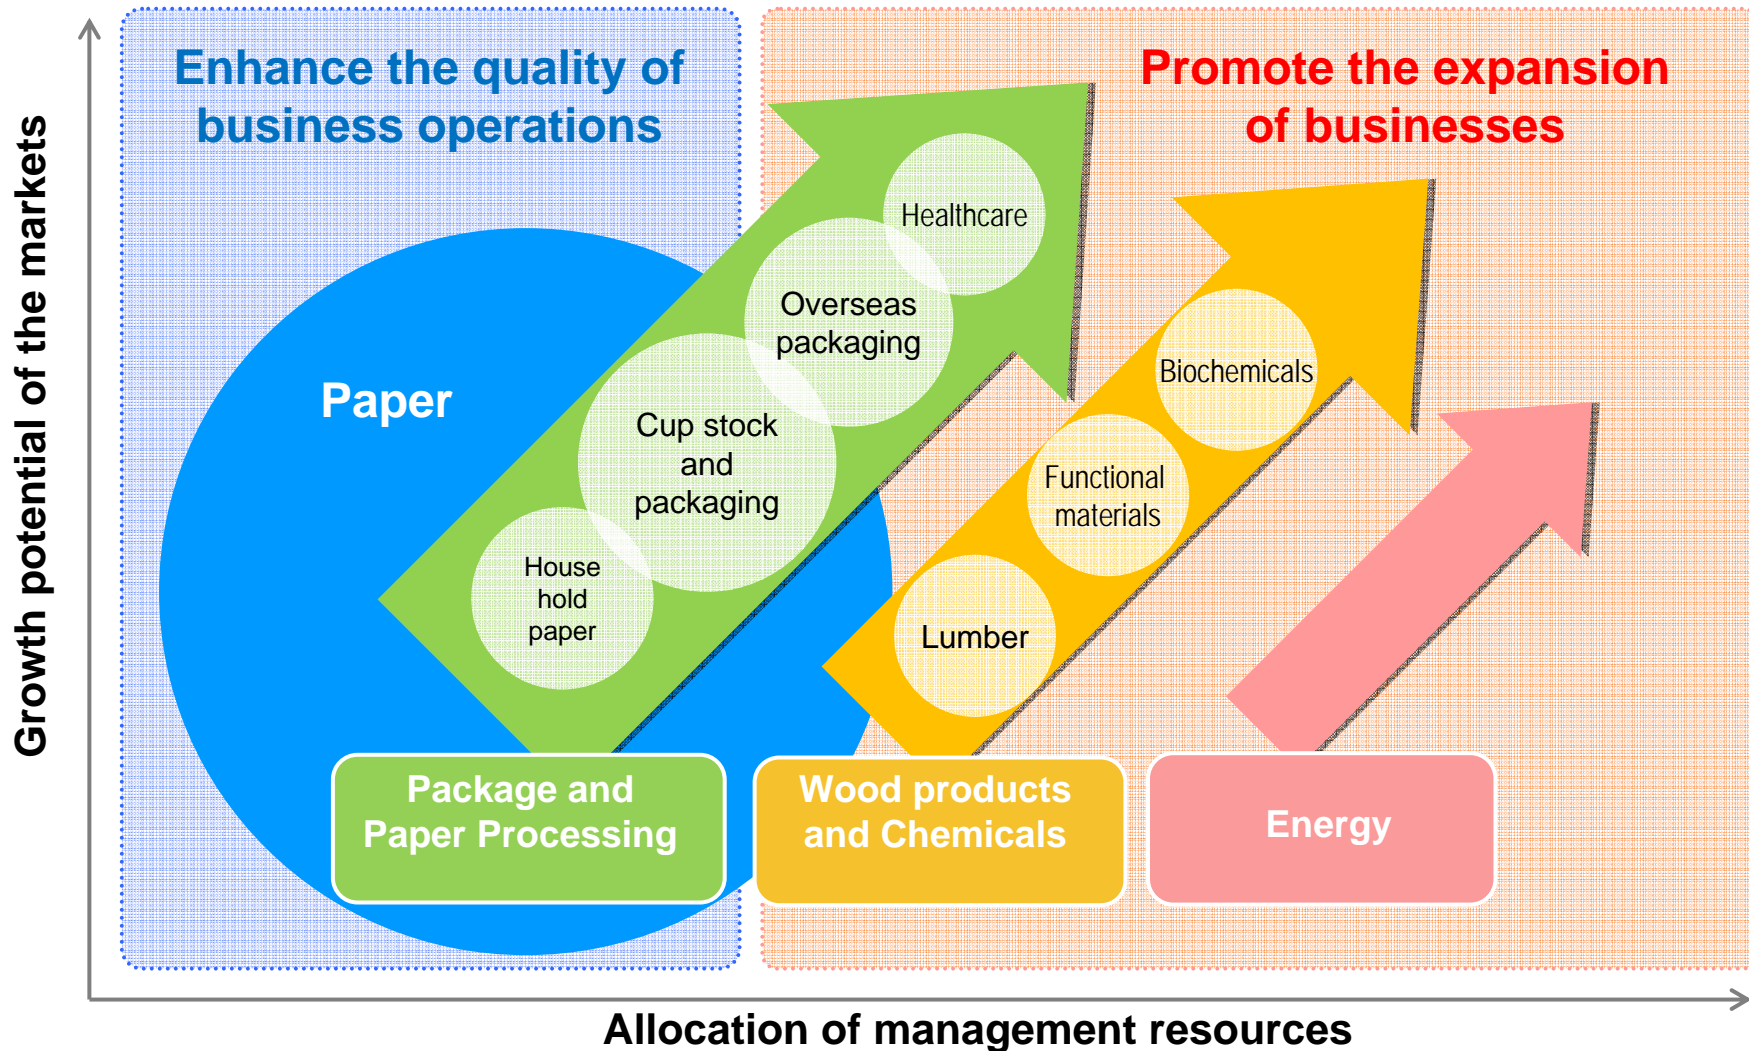 Growth potential of the markets
Enhance the quality of
business operations
Promote the expansion
of businesses
Paper
Healthcare
Overseas
packaging
Cup stock
and
packaging
House
hold
paper
Biochemicals
Functional
materials
Lumber
Package and
Paper Processing
Wood products
and Chemicals
Energy
Allocation of management resources